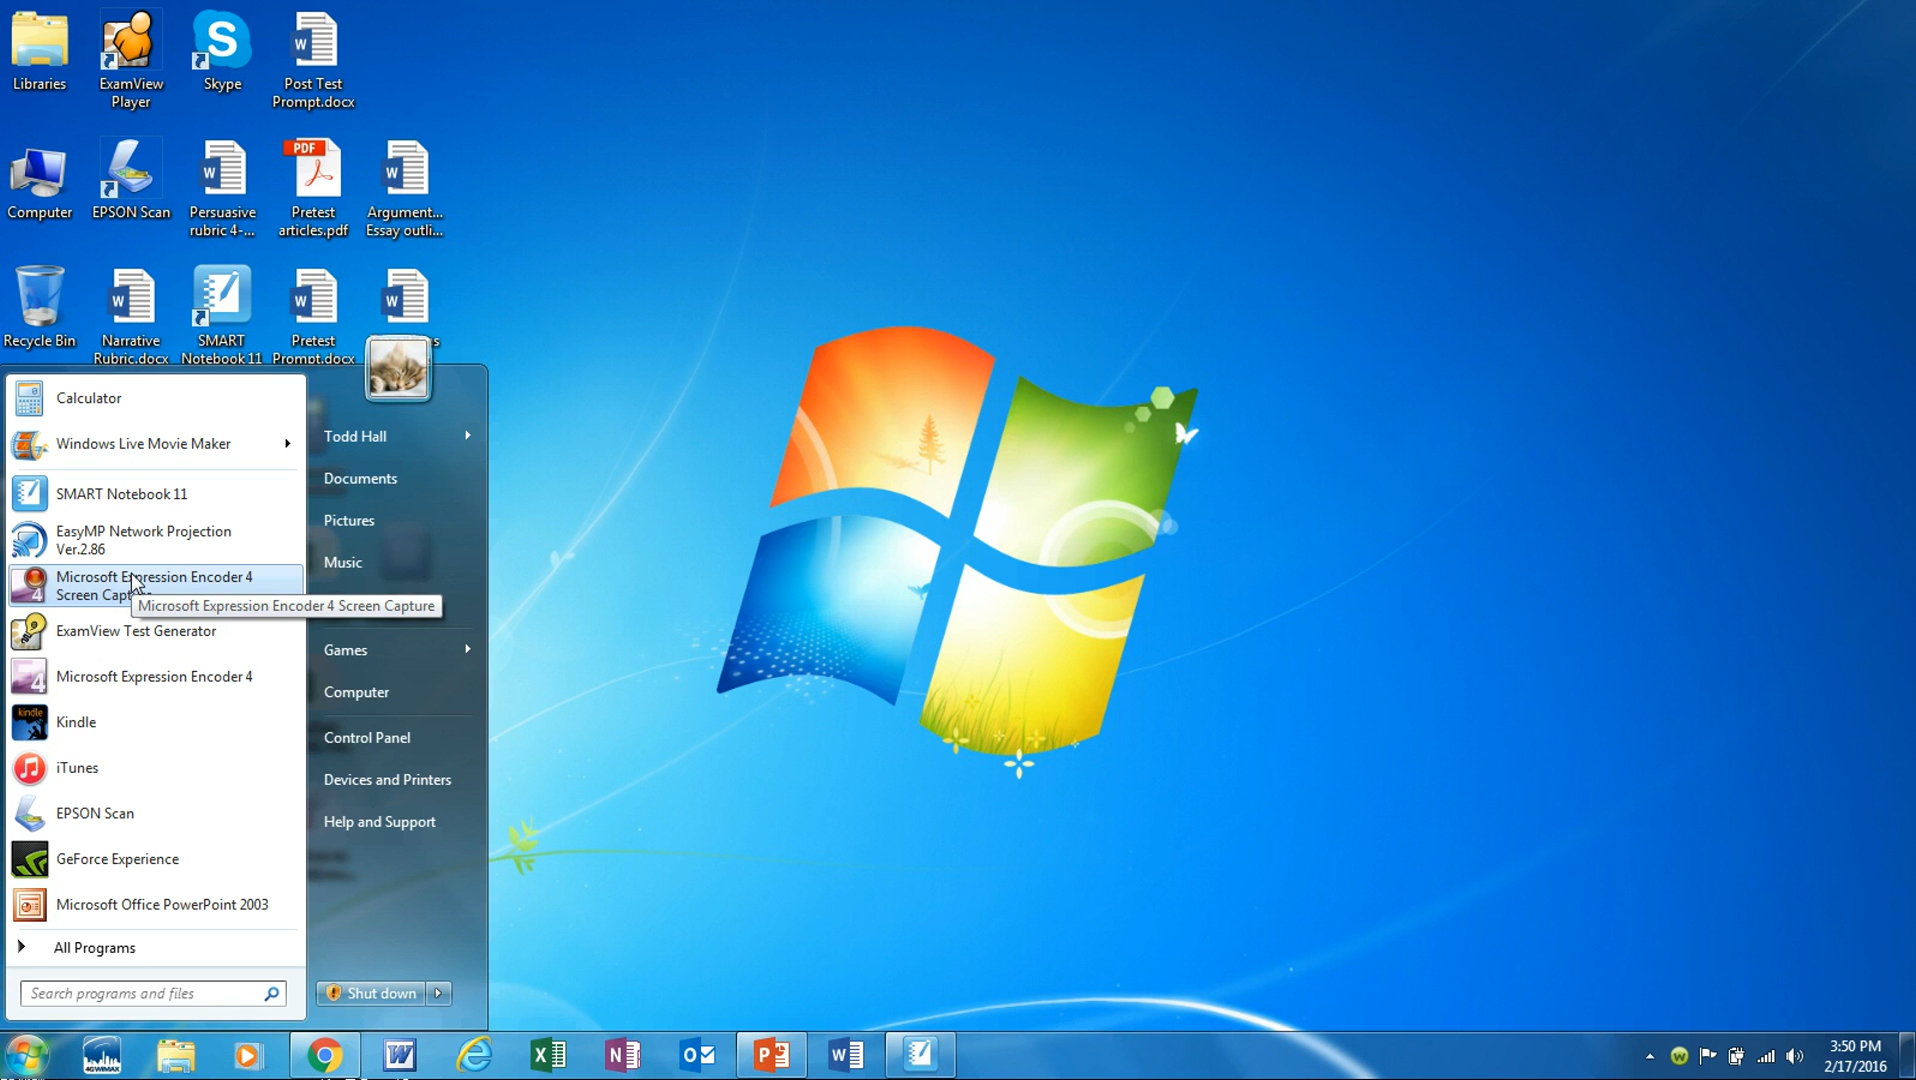 Libraries
ExamView
Player
Skype
Post Test
Prompt.docx
Computer
EPSON Scan
Persuasive
rubric 4-...
PDF
Pretest
articles.pdf
Argument...
Essay outli...
Recycle Bin
Narrative
Rubric.docx
SMART
Notebook 11
Pretest
Prompt.docx
Calculator
Windows Live Movie Maker
SMART Notebook 11
EasyMP Network Projection
Ver.2.86
Microsoft Expression Encoder 4
Screen
Microsoft Expression Encoder 4 Screen Capture
ExamView Test Generator
Microsoft Expression Encoder 4
kindle
Kindle
iTunes
EPSON Scan
GeForce Experience
Microsoft Office PowerPoint 2003
All Programs
Search programs and files
Todd Hall
Documents
Pictures
Music
Games
Computer
Control Panel
Devices and Printers
Help and Support
Shut down
4GWIMAX
3:50 PM
2/17/2016